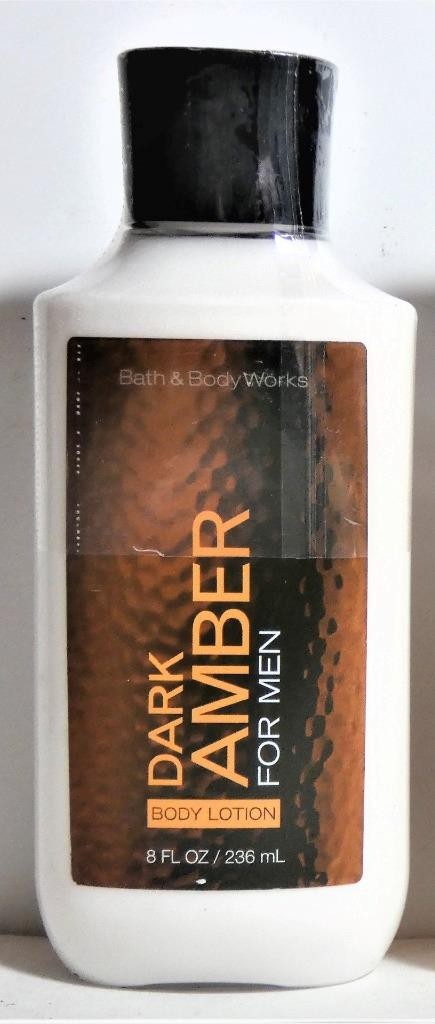 Bath & Body Works
DARK
AMBER
FOR MEN
BODY LOTION
8 FL OZ / 236 mL